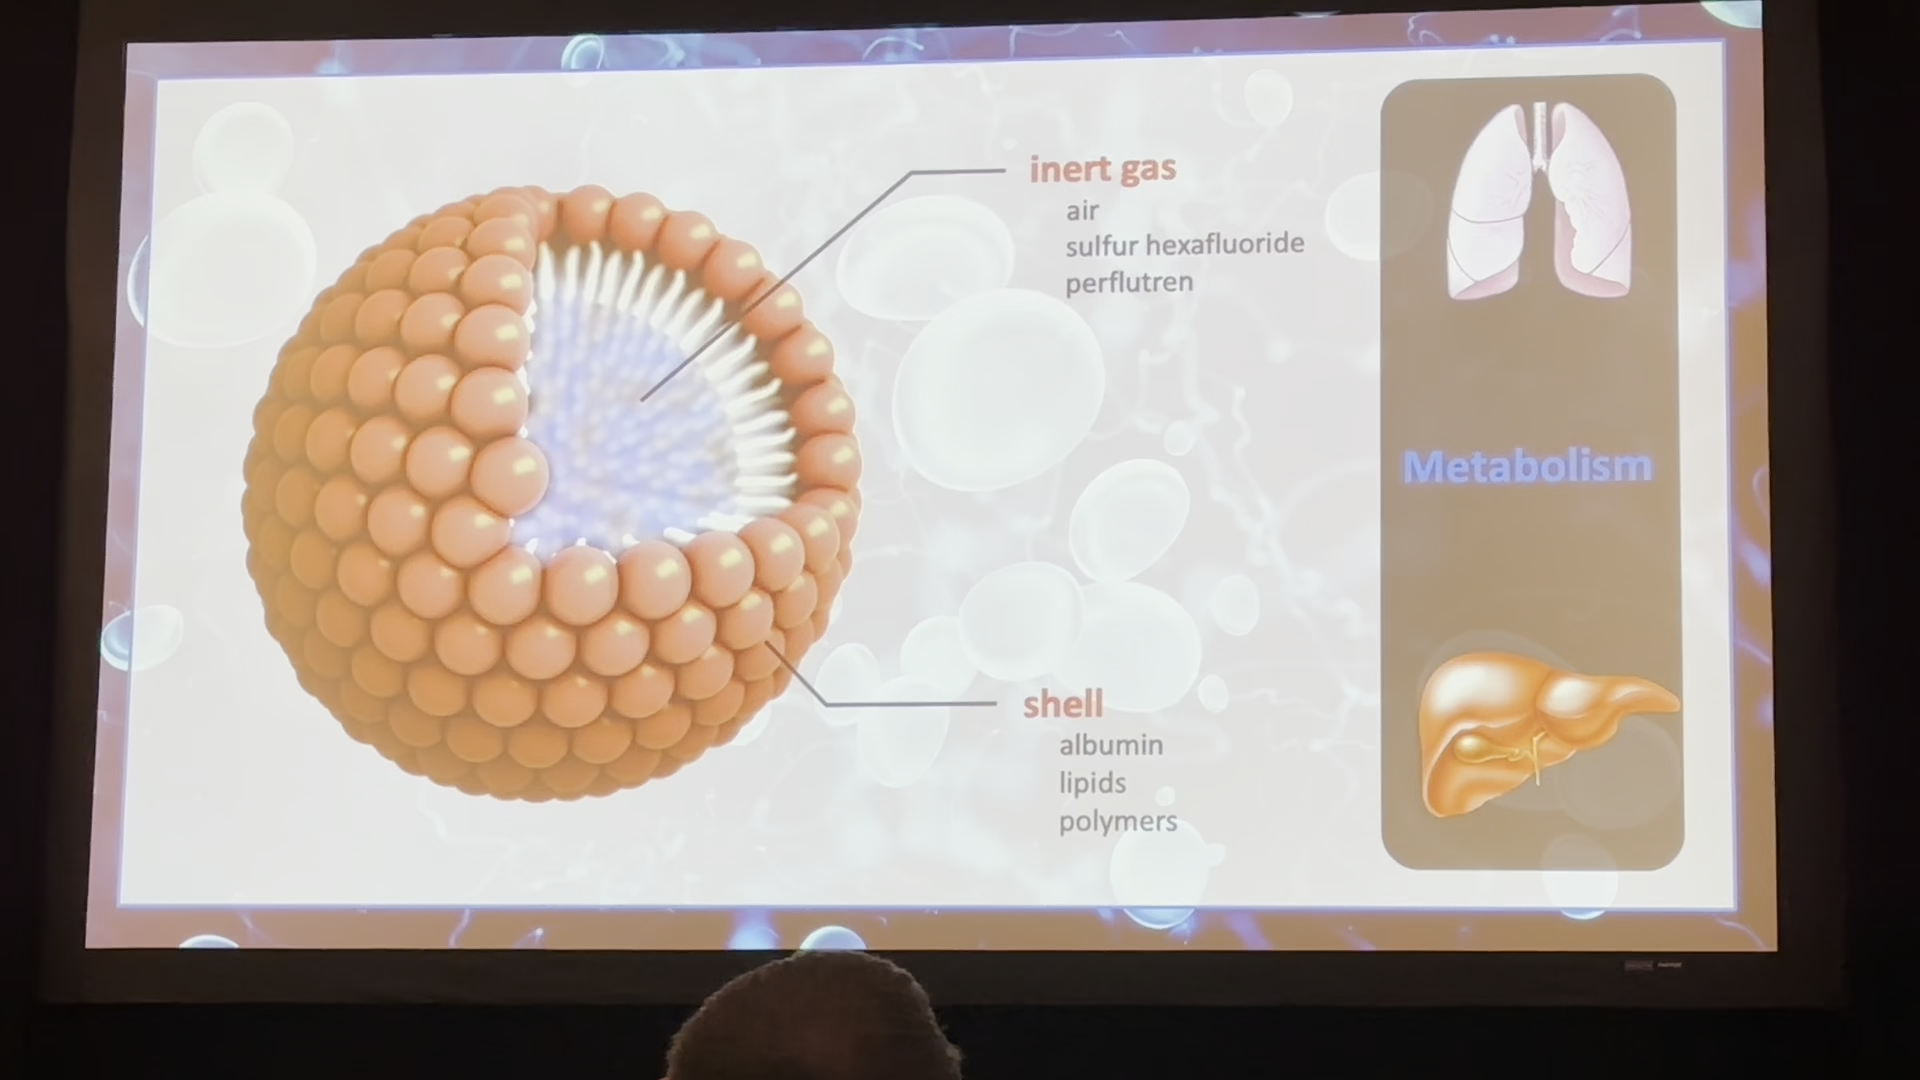 inert gas
air
sulfur hexafluoride
perflutren
Metabolism
shell
albumin
lipids
polymers